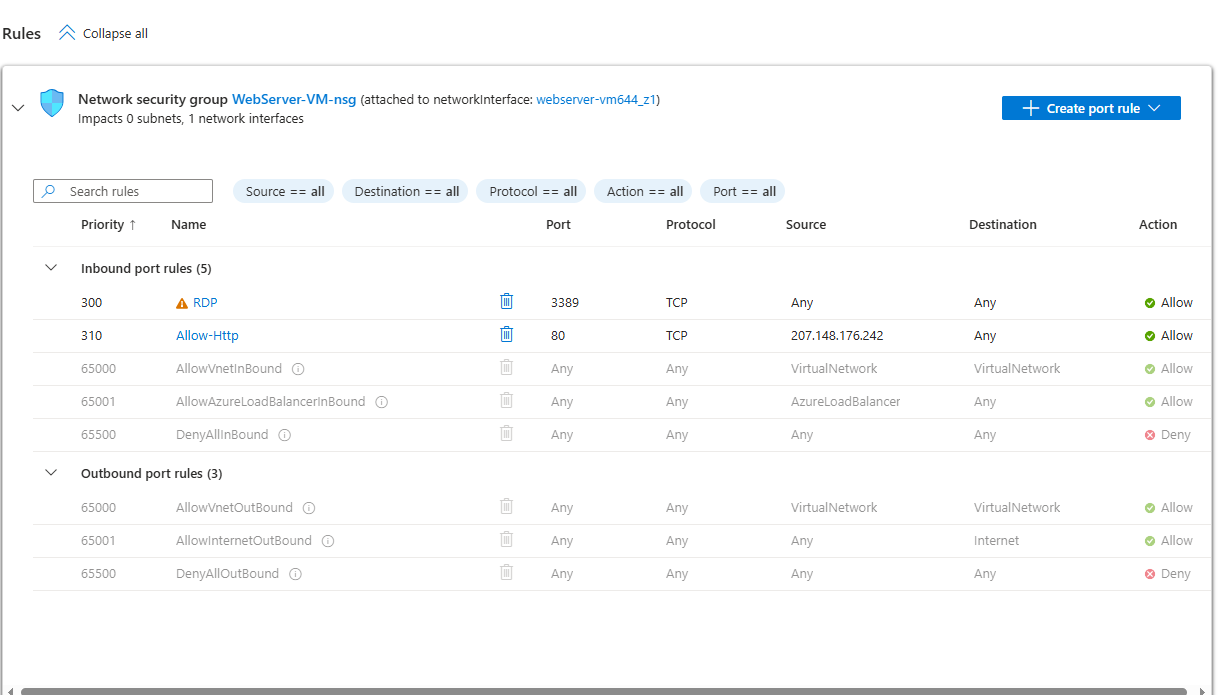 Rules Collapse all
Network security group WebServer-VM-nsg (attached to networkInterface: webserver-vm644_z1)
Impacts 0 subnets, 1 network interfaces
Create port rule
Search rules Source == all Destination == all Protocol == all Action == all Port == all
Priority ↑ Name Port Protocol Source Destination Action
Inbound port rules (5)
300 RDP 3389 TCP Any Any Allow
310 Allow-Http 80 TCP 207.148.176.242 Any Allow
65000 AllowVnetInBound Any Any VirtualNetwork VirtualNetwork Allow
65001 AllowAzureLoadBalancerInBound Any Any AzureLoadBalancer Any Allow
65500 DenyAllInBound Any Any Any Any Deny
Outbound port rules (3)
65000 AllowVnetOutBound Any Any VirtualNetwork VirtualNetwork Allow
65001 AllowInternetOutBound Any Any Any Internet Allow
65500 DenyAllOutBound Any Any Any Any Deny